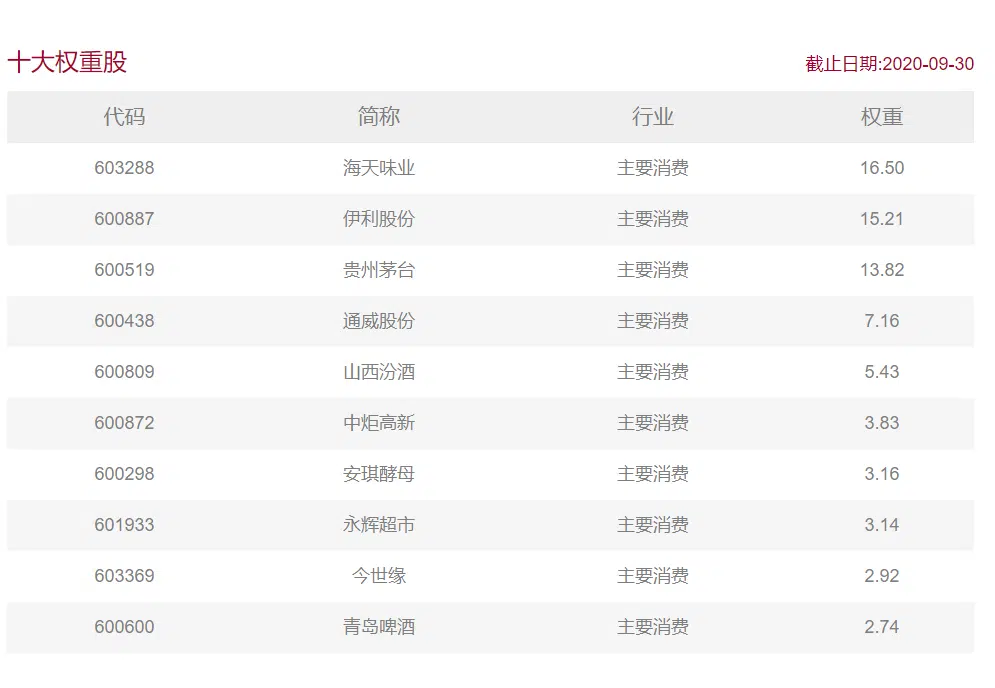 十大权重股 截止日期:2020-09-30
代码 简称 行业 权重
603288 海天味业 主要消费 16.50
600887 伊利股份 主要消费 15.21
600519 贵州茅台 主要消费 13.82
600438 通威股份 主要消费 7.16
600809 山西汾酒 主要消费 5.43
600872 中炬高新 主要消费 3.83
600298 安琪酵母 主要消费 3.16
601933 永辉超市 主要消费 3.14
603369 今世缘 主要消费 2.92
600600 青岛啤酒 主要消费 2.74